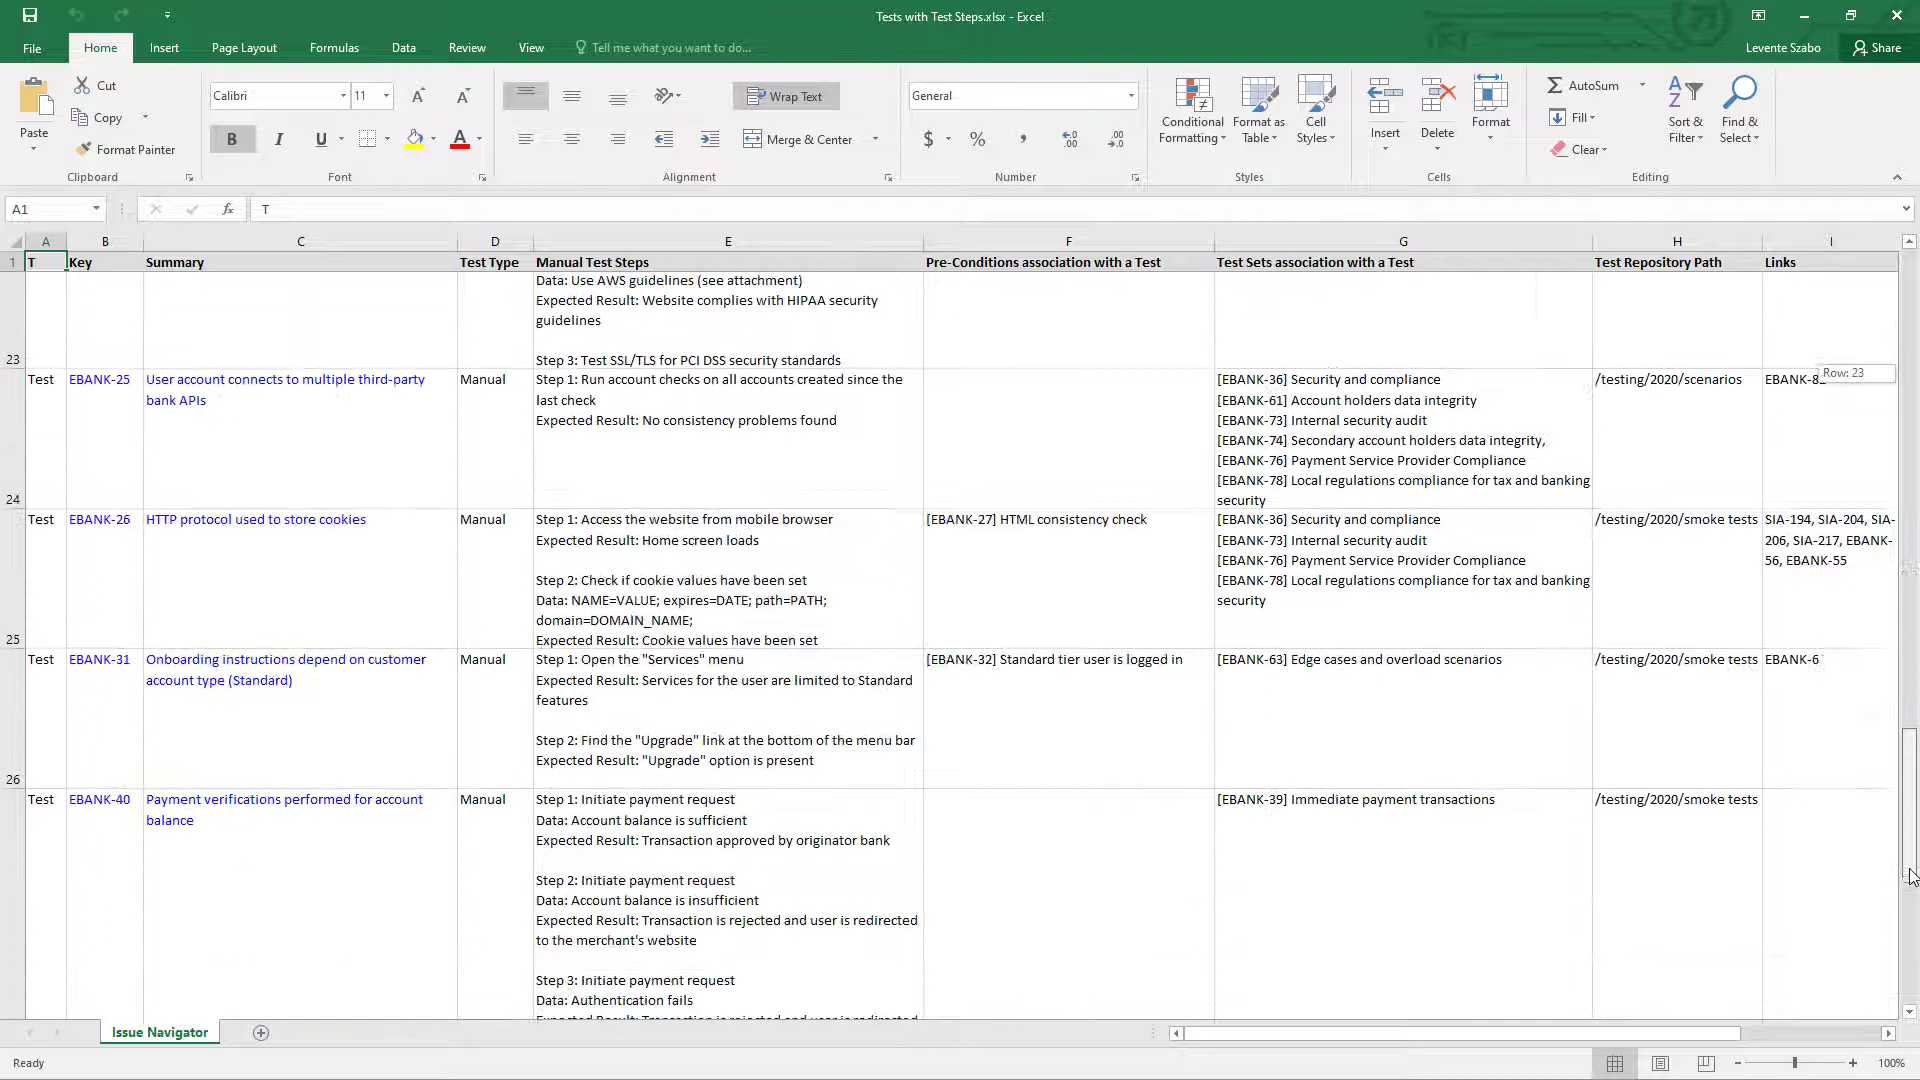 Tests with Test Steps.xlsx - Excel
File Home Insert Page Layout Formulas Data Review View Tell me what you want to do... Levente Szabo Share
Paste
Cut
Copy
Format Painter
Clipboard
Calibri 11
B I U
Font
Wrap Text
Merge & Center
Alignment
General
$ % ,
Number
Conditional Formatting
Format as Table
Cell Styles
Styles
Insert
Delete
Format
Cells
AutoSum
Fill
Clear
Sort & Filter
Find & Select
Editing
A1 fx T
A B C D E F G H I
1 T Key Summary Test Type Manual Test Steps Pre-Conditions association with a Test Test Sets association with a Test Test Repository Path Links
Data: Use AWS guidelines (see attachment)
Expected Result: Website complies with HIPAA security
guidelines
Step 3: Test SSL/TLS for PCI DSS security standards
23
Row: 23
Test EBANK-25
User account connects to multiple third-party
bank APIs
Manual
Step 1: Run account checks on all accounts created since the
last check
Expected Result: No consistency problems found
[EBANK-36] Security and compliance
[EBANK-61] Account holders data integrity
[EBANK-73] Internal security audit
[EBANK-74] Secondary account holders data integrity,
[EBANK-76] Payment Service Provider Compliance
[EBANK-78] Local regulations compliance for tax and banking
security
/testing/2020/scenarios
24
Test EBANK-26
HTTP protocol used to store cookies
Manual
Step 1: Access the website from mobile browser
Expected Result: Home screen loads
Step 2: Check if cookie values have been set
Data: NAME=VALUE; expires=DATE; path=PATH;
domain=DOMAIN_NAME;
Expected Result: Cookie values have been set
[EBANK-27] HTML consistency check
[EBANK-36] Security and compliance
[EBANK-73] Internal security audit
[EBANK-76] Payment Service Provider Compliance
[EBANK-78] Local regulations compliance for tax and banking
security
/testing/2020/smoke tests
SIA-194, SIA-204, SIA-
206, SIA-217, EBANK-
56, EBANK-55
25
Test EBANK-31
Onboarding instructions depend on customer
account type (Standard)
Manual
Step 1: Open the "Services" menu
Expected Result: Services for the user are limited to Standard
features
Step 2: Find the "Upgrade" link at the bottom of the menu bar
Expected Result: "Upgrade" option is present
[EBANK-32] Standard tier user is logged in
[EBANK-63] Edge cases and overload scenarios
/testing/2020/smoke tests
EBANK-6
26
Test EBANK-40
Payment verifications performed for account
balance
Manual
Step 1: Initiate payment request
Data: Account balance is sufficient
Expected Result: Transaction approved by originator bank
Step 2: Initiate payment request
Data: Account balance is insufficient
Expected Result: Transaction is rejected and user is redirected
to the merchant's website
Step 3: Initiate payment request
Data: Authentication fails
[EBANK-39] Immediate payment transactions
/testing/2020/smoke tests
Issue Navigator
Ready
100%